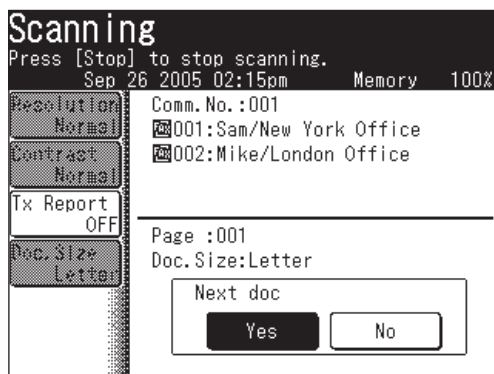 Scanning
Press [Stop] to stop scanning.
Sep 26 2005 02:15pm Memory 100%
Resolution
Normal
Contrast
Normal
Tx Report
OFF
Doc.Size
Letter
Comm.No.:001
FAX001:Sam/New York Office
FAX002:Mike/London Office
Page :001
Doc.Size:Letter
Next doc
Yes No